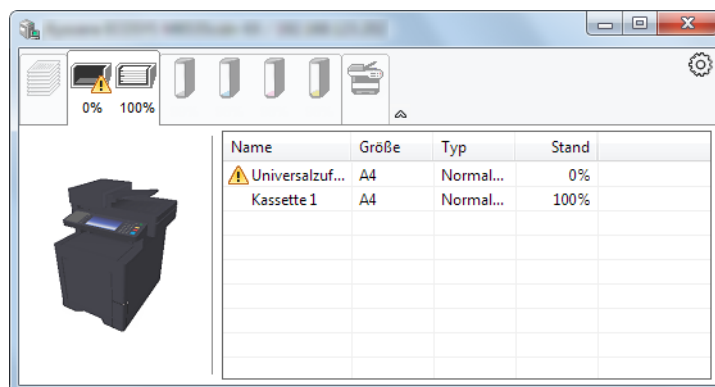 0% 100%
Name Größe Typ Stand
Universalzuf... A4 Normal... 0%
Kassette 1 A4 Normal... 100%